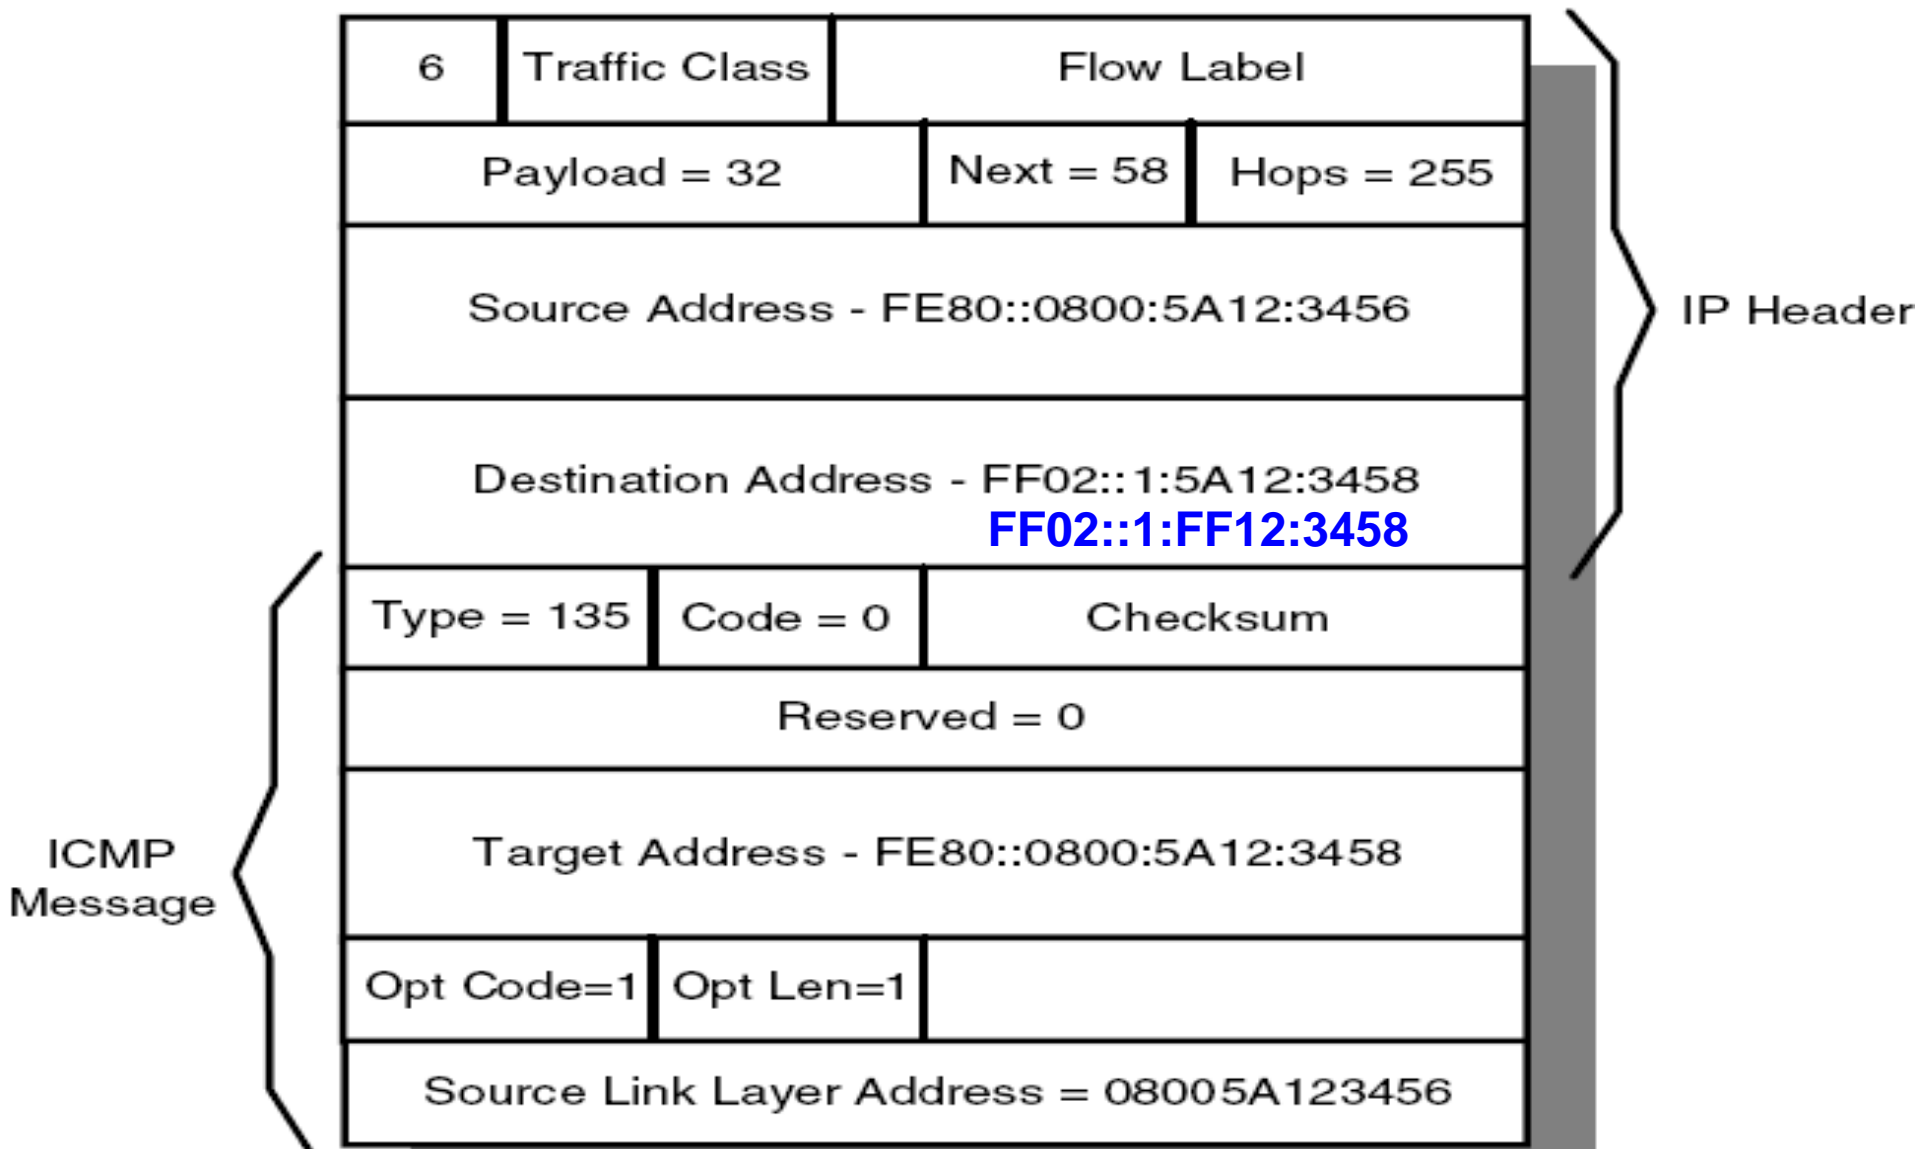 6 Traffic Class Flow Label
Payload = 32 Next = 58 Hops = 255
Source Address - FE80::0800:5A12:3456
IP Header
Destination Address - FF02::1:5A12:3458
FF02::1:FF12:3458
Type = 135 Code = 0 Checksum
Reserved = 0
Target Address - FE80::0800:5A12:3458
ICMP
Message
Opt Code=1 Opt Len=1
Source Link Layer Address = 08005A123456